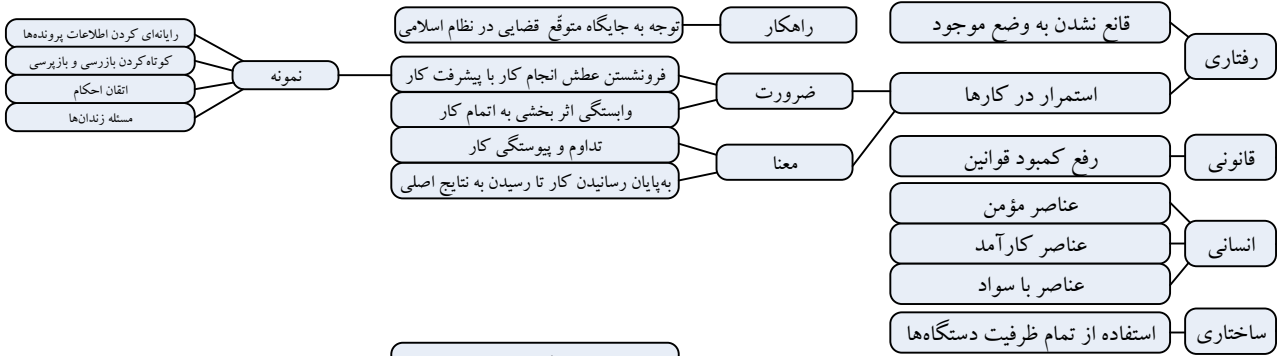 رفتاری
قانع نشدن به وضع موجود
راهکار
توجه به جایگاه متوقّع قضایی در نظام اسلامی
استمرار در کارها
ضرورت
فرونشستن عطش انجام کار با پیشرفت کار
نمونه
رایانه‌ای کردن اطلاعات پرونده‌ها
کوتاه‌کردن بازرسی و بازپرسی
اتقان احکام
مسئله زندان‌ها
وابستگی اثر بخشی به اتمام کار
معنا
تداوم و پیوستگی کار
به‌پایان رسانیدن کار تا رسیدن به نتایج اصلی
قانونی
رفع کمبود قوانین
انسانی
عناصر مؤمن
عناصر کارآمد
عناصر با سواد
ساختاری
استفاده از تمام ظرفیت دستگاه‌ها